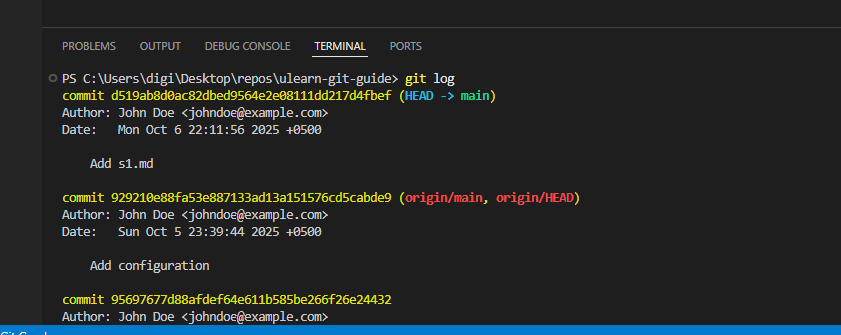 PROBLEMS OUTPUT DEBUG CONSOLE TERMINAL PORTS
PS C:\Users\digi\Desktop\repos\ulearn-git-guide> git log
commit d519ab8d0ac82dbed9564e2e08111dd217d4fbef (HEAD -> main)
Author: John Doe <johndoe@example.com>
Date:   Mon Oct 6 22:11:56 2025 +0500
    Add s1.md
commit 929210e88fa53e887133ad13a151576cd5cabde9 (origin/main, origin/HEAD)
Author: John Doe <johndoe@example.com>
Date:   Sun Oct 5 23:39:44 2025 +0500
    Add configuration
commit 95697677d88afdef64e611b585be266f26e24432
Author: John Doe <johndoe@example.com>